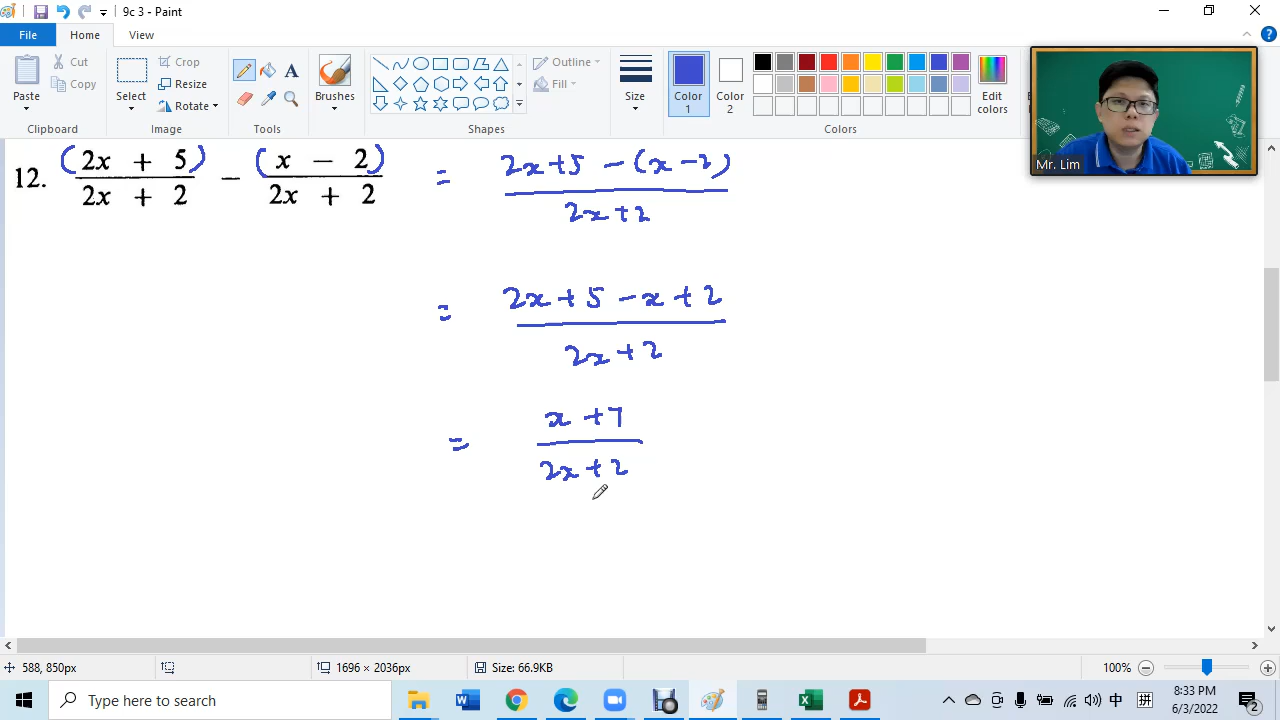 9c 3 - Paint
File Home View
Paste Cut Copy Select Crop Resize Rotate Brushes Outline Fill Size Color 1 Color 2 Edit colors
Clipboard Image Tools Shapes Colors
Mr. Lim
12. (2x + 5)/(2x + 2) − (x − 2)/(2x + 2) = (2x+5 −(x−2))/(2x+2)
= (2x+5 −x+2)/(2x+2)
= (x+7)/(2x+2)
588, 850px 1696 × 2036px Size: 66.9KB 100%
Type here to search 中 拼 8:33 PM
6/3/2022 2